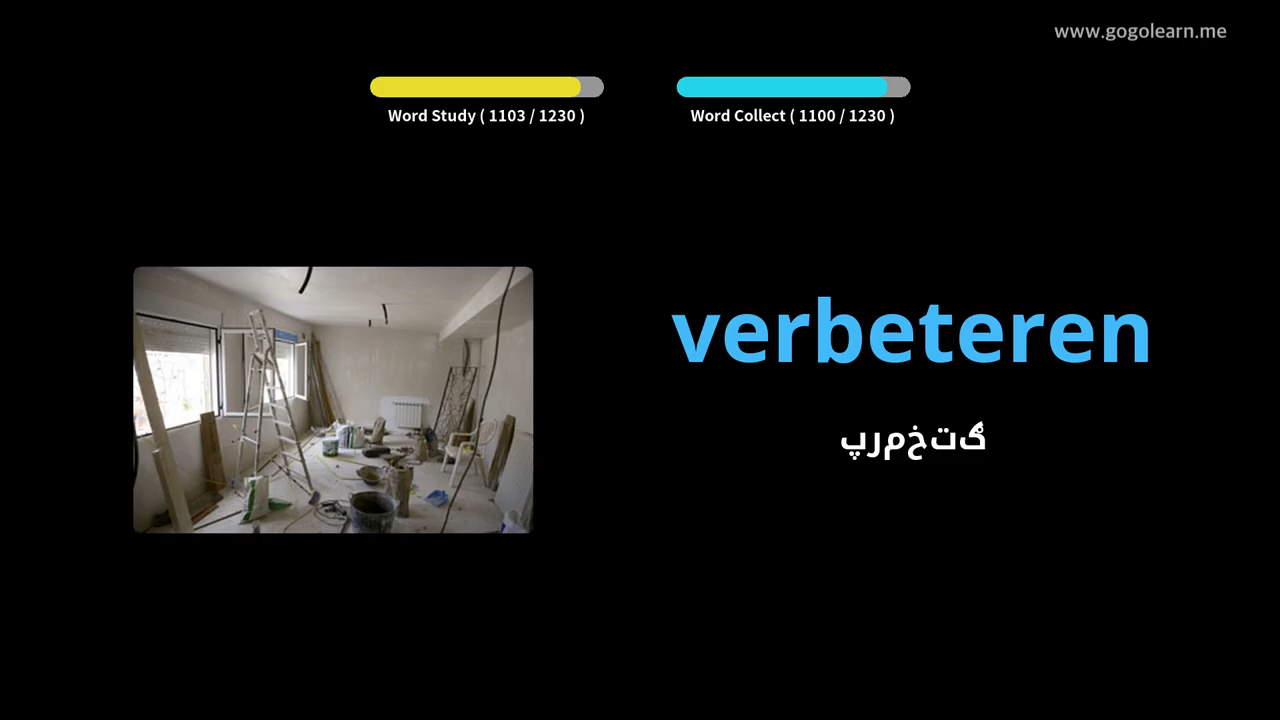 www.gogolearn.me
Word Study ( 1103 / 1230 )
Word Collect ( 1100 / 1230 )
verbeteren
پرمختګ